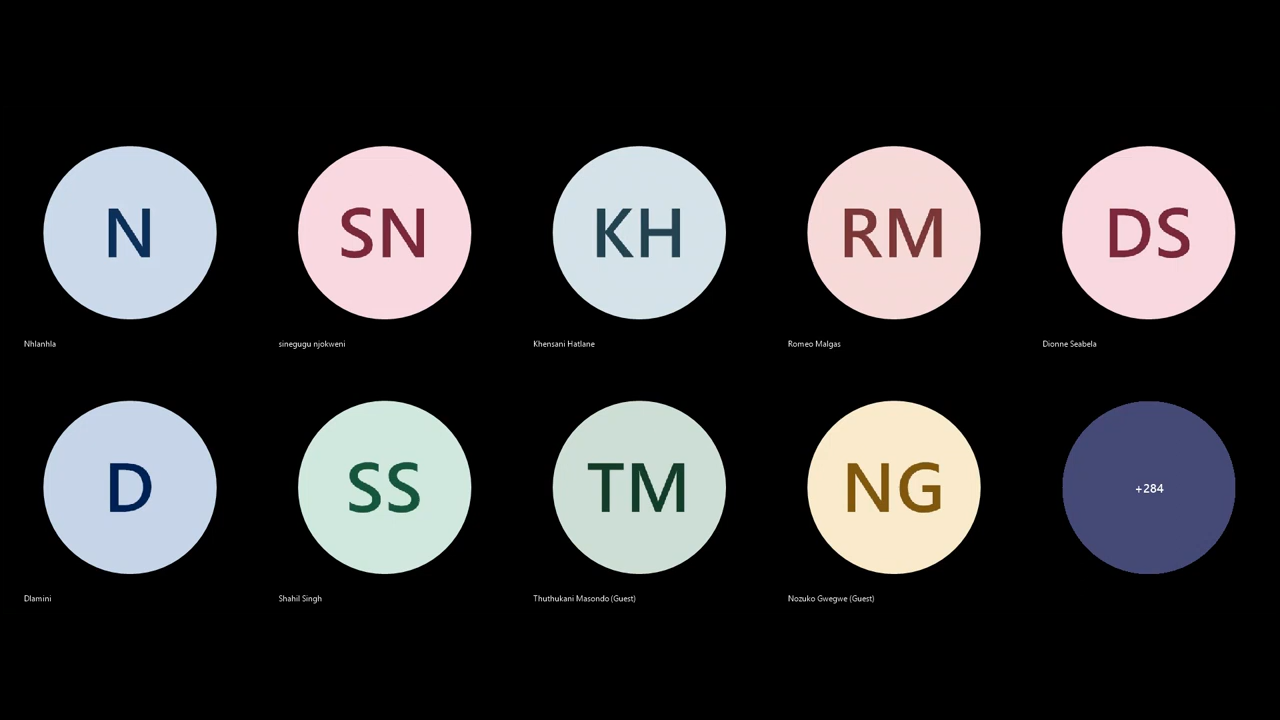 N
SN
KH
RM
DS
Nhlanhla
sinegugu njokweni
Khensani Hatlane
Romeo Malgas
Dionne Seabela
D
SS
TM
NG
+284
Dlamini
Shahil Singh
Thuthukani Masondo (Guest)
Nozuko Gwegwe (Guest)